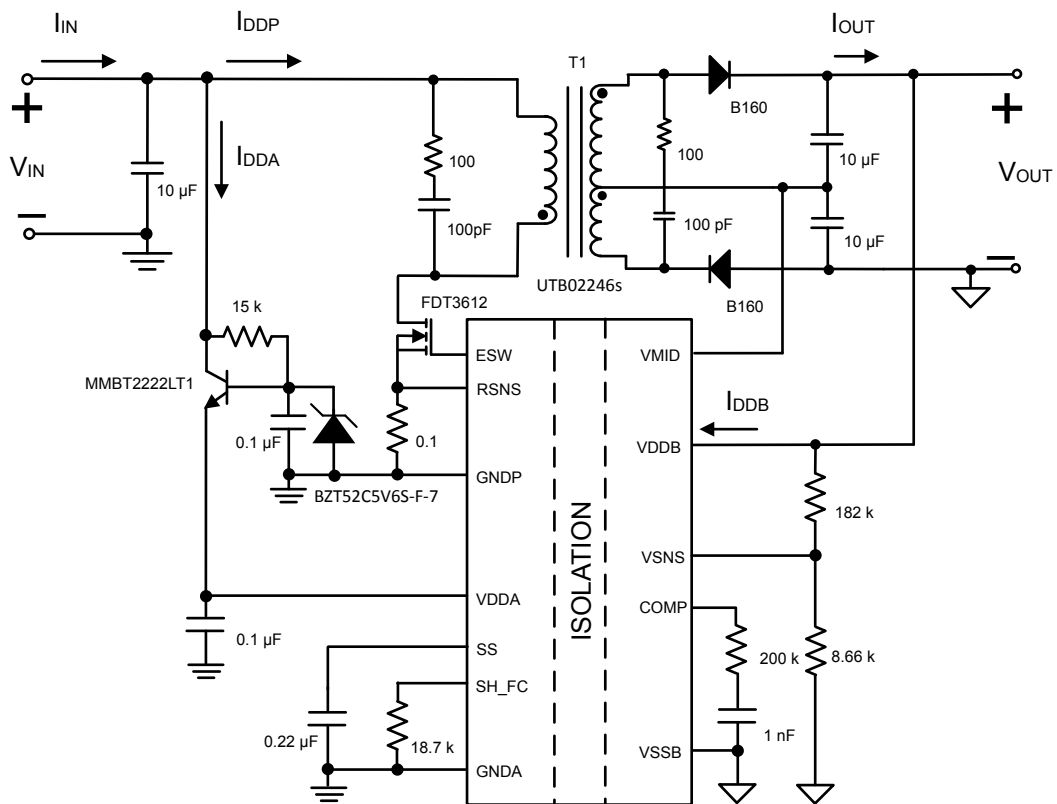 IIN
IDDP
IOUT
T1
B160
+
+
IDDA
100
100
10 µF
VIN
10 µF
VOUT
100pF
100 pF
10 µF
–
–
UTB02246s
B160
15 k
FDT3612
ESW
VMID
MMBT2222LT1
RSNS
IDDB
0.1 µF
0.1
VDDB
BZT52C5V6S-F-7
GNDP
182 k
ISOLATION
VSNS
VDDA
COMP
0.1 µF
SS
200 k
8.66 k
SH_FC
0.22 µF
18.7 k
1 nF
VSSB
GNDA